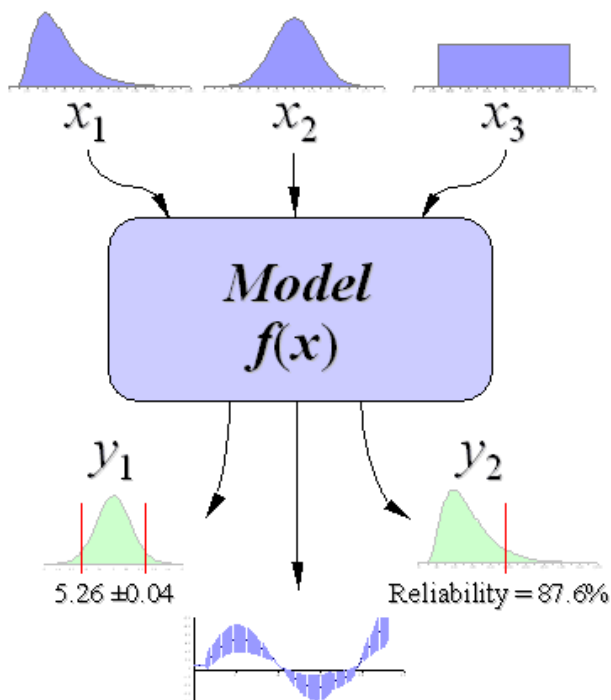 x1 x2 x3
Model
f(x)
y1 y2
5.26 ±0.04 Reliability = 87.6%